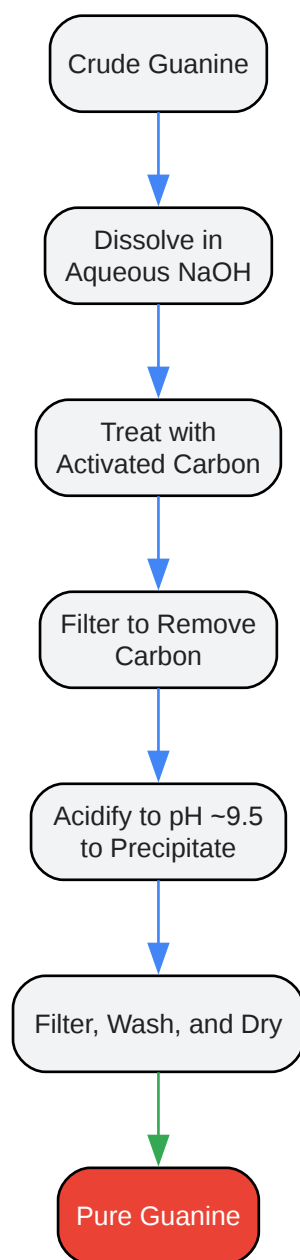 Crude Guanine
Dissolve in
Aqueous NaOH
Treat with
Activated Carbon
Filter to Remove
Carbon
Acidify to pH ~9.5
to Precipitate
Filter, Wash, and Dry
Pure Guanine